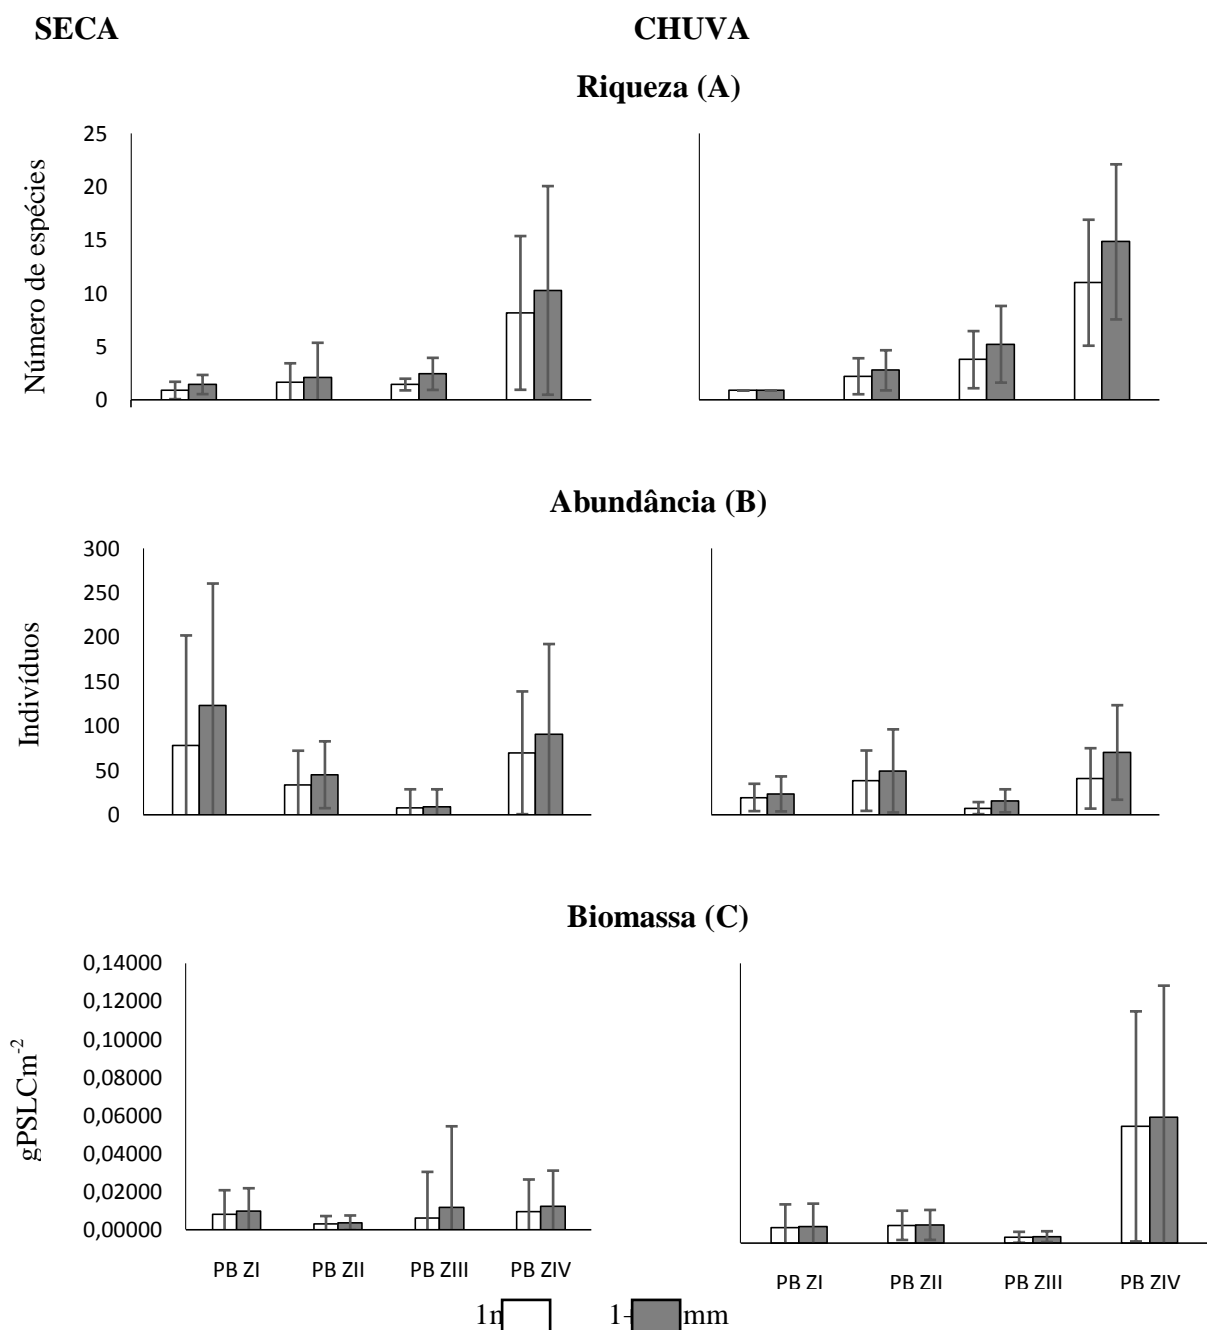 SECA CHUVA
Riqueza (A)
Número de espécies
25
20
15
10
5
0
Abundância (B)
Indivíduos
300
250
200
150
100
50
0
Biomassa (C)
gPSLCm⁻²
0,14000
0,12000
0,10000
0,08000
0,06000
0,04000
0,02000
0,00000
PB ZI PB ZII PB ZIII PB ZIV
PB ZI PB ZII PB ZIII PB ZIV
mm